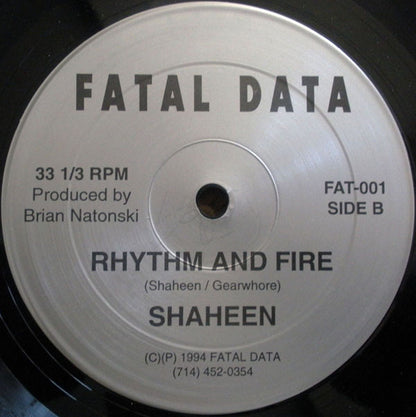 FATAL DATA
33 1/3 RPM
Produced by
Brian Natonski
FAT-001
SIDE B
RHYTHM AND FIRE
(Shaheen / Gearwhore)
SHAHEEN
(C)(P) 1994 FATAL DATA
(714) 452-0354